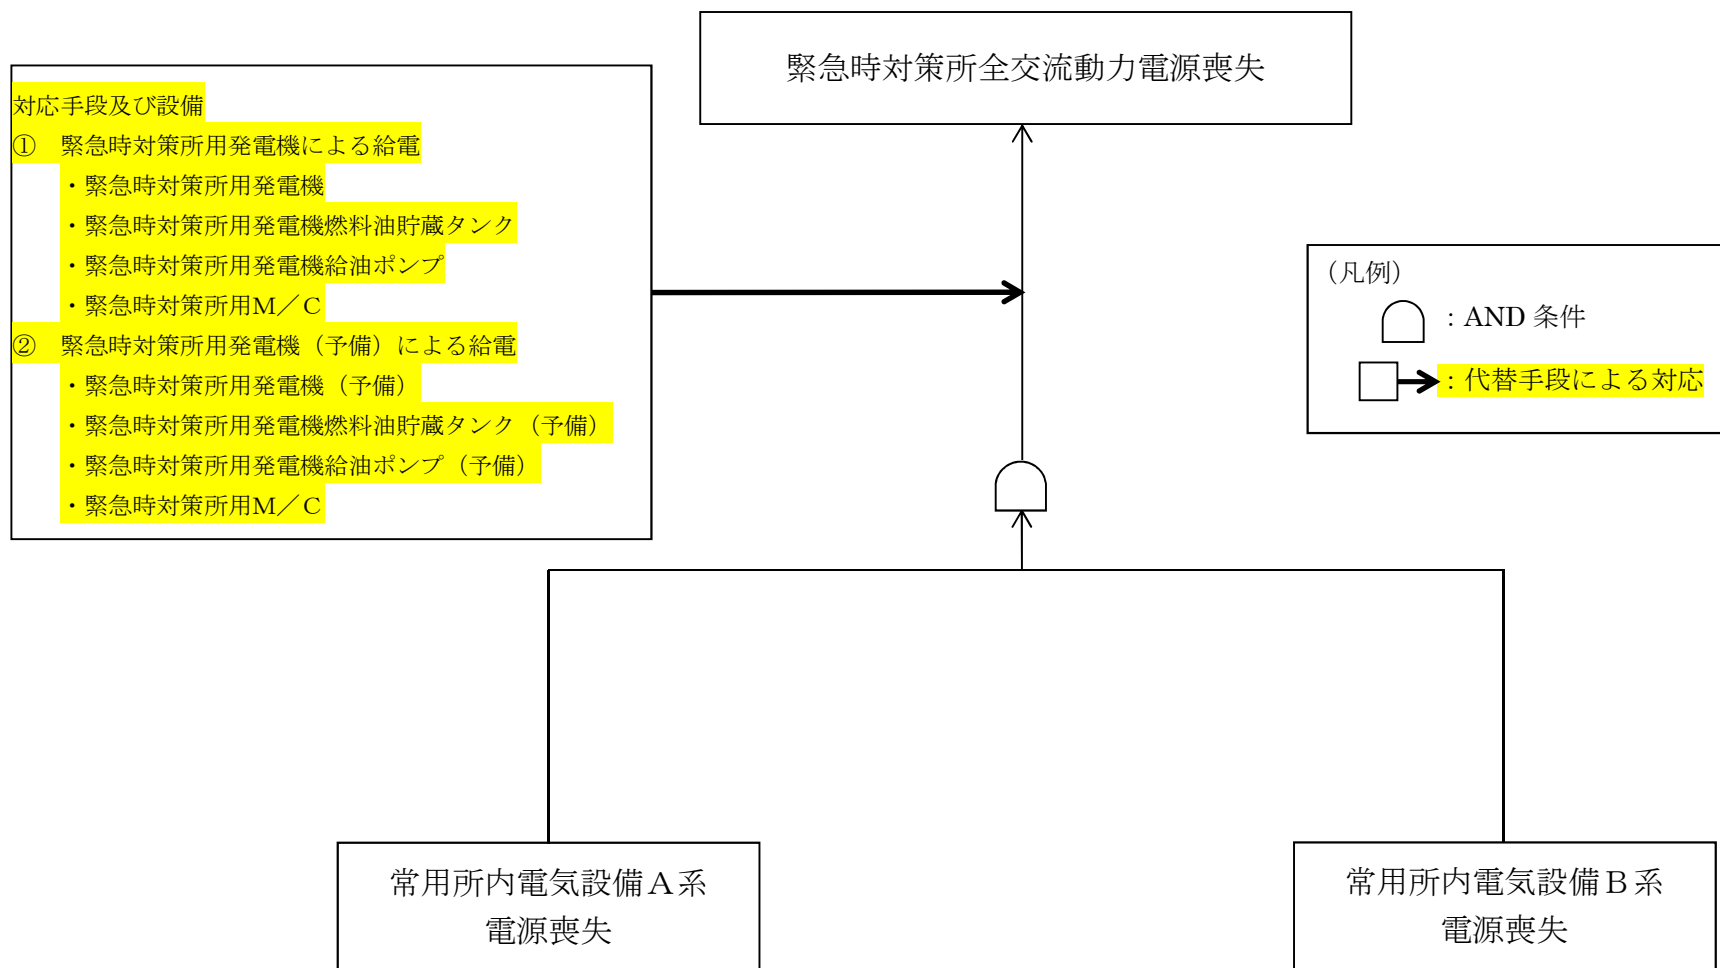 緊急時対策所全交流動力電源喪失
対応手段及び設備
①　緊急時対策所用発電機による給電
・緊急時対策所用発電機
・緊急時対策所用発電機燃料油貯蔵タンク
・緊急時対策所用発電機給油ポンプ
・緊急時対策所用M／C
②　緊急時対策所用発電機（予備）による給電
・緊急時対策所用発電機（予備）
・緊急時対策所用発電機燃料油貯蔵タンク（予備）
・緊急時対策所用発電機給油ポンプ（予備）
・緊急時対策所用M／C
（凡例）
：AND 条件
：代替手段による対応
常用所内電気設備Ａ系
電源喪失
常用所内電気設備Ｂ系
電源喪失